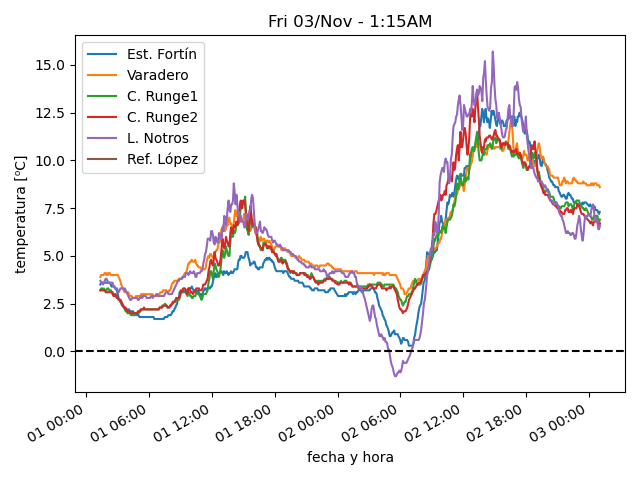 Fri 03/Nov - 1:15AM
temperatura [ºC]
15.0
12.5
10.0
7.5
5.0
2.5
0.0
Est. Fortín
Varadero
C. Runge1
C. Runge2
L. Notros
Ref. López
01 00:00
01 06:00
01 12:00
01 18:00
02 00:00
02 06:00
02 12:00
02 18:00
03 00:00
fecha y hora